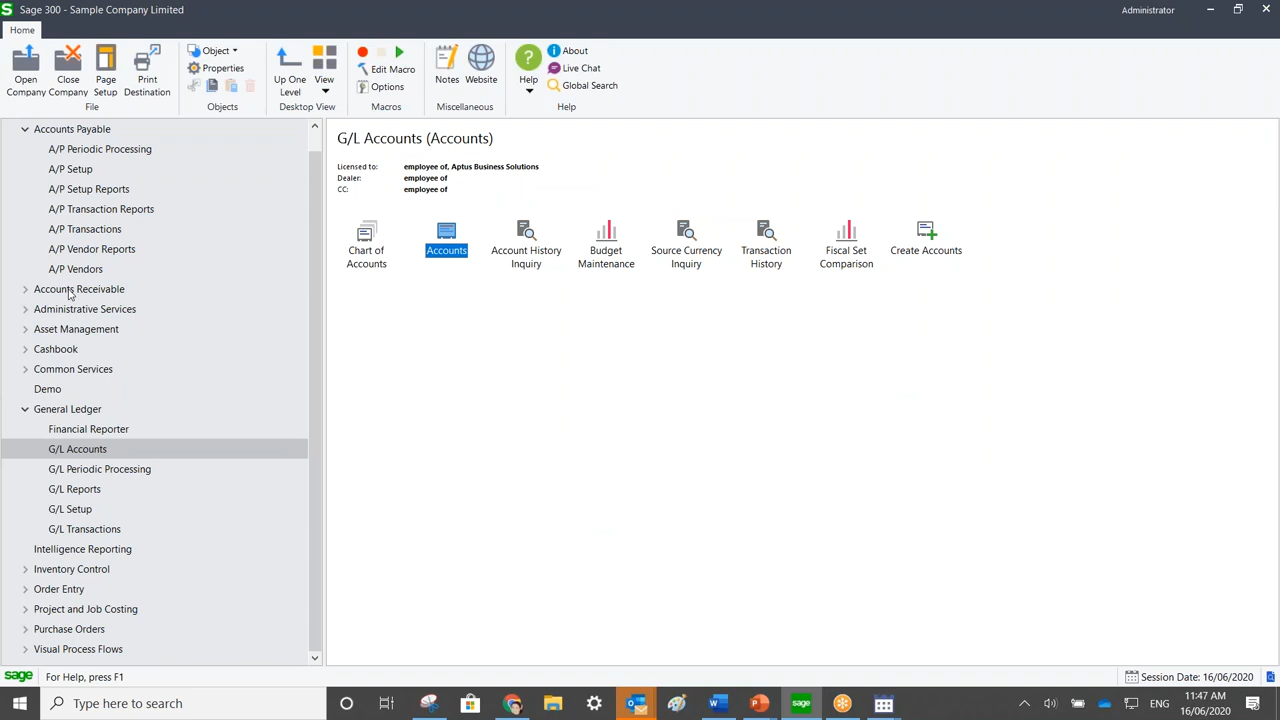 Sage 300 - Sample Company Limited
Administrator
Home
Open Company
Close Company
Page Setup
Print Destination
File
Object
Properties
Objects
Up One Level
View
Desktop View
Edit Macro
Options
Macros
Notes
Website
Miscellaneous
Help
About
Live Chat
Global Search
Help
Accounts Payable
A/P Periodic Processing
A/P Setup
A/P Setup Reports
A/P Transaction Reports
A/P Transactions
A/P Vendor Reports
A/P Vendors
Accounts Receivable
Administrative Services
Asset Management
Cashbook
Common Services
Demo
General Ledger
Financial Reporter
G/L Accounts
G/L Periodic Processing
G/L Reports
G/L Setup
G/L Transactions
Intelligence Reporting
Inventory Control
Order Entry
Project and Job Costing
Purchase Orders
Visual Process Flows
G/L Accounts (Accounts)
Licensed to: employee of, Aptus Business Solutions
Dealer: employee of
CC: employee of
Chart of Accounts
Accounts
Account History Inquiry
Budget Maintenance
Source Currency Inquiry
Transaction History
Fiscal Set Comparison
Create Accounts
sage For Help, press F1
Session Date: 16/06/2020
Type here to search
sage
ENG
11:47 AM
16/06/2020